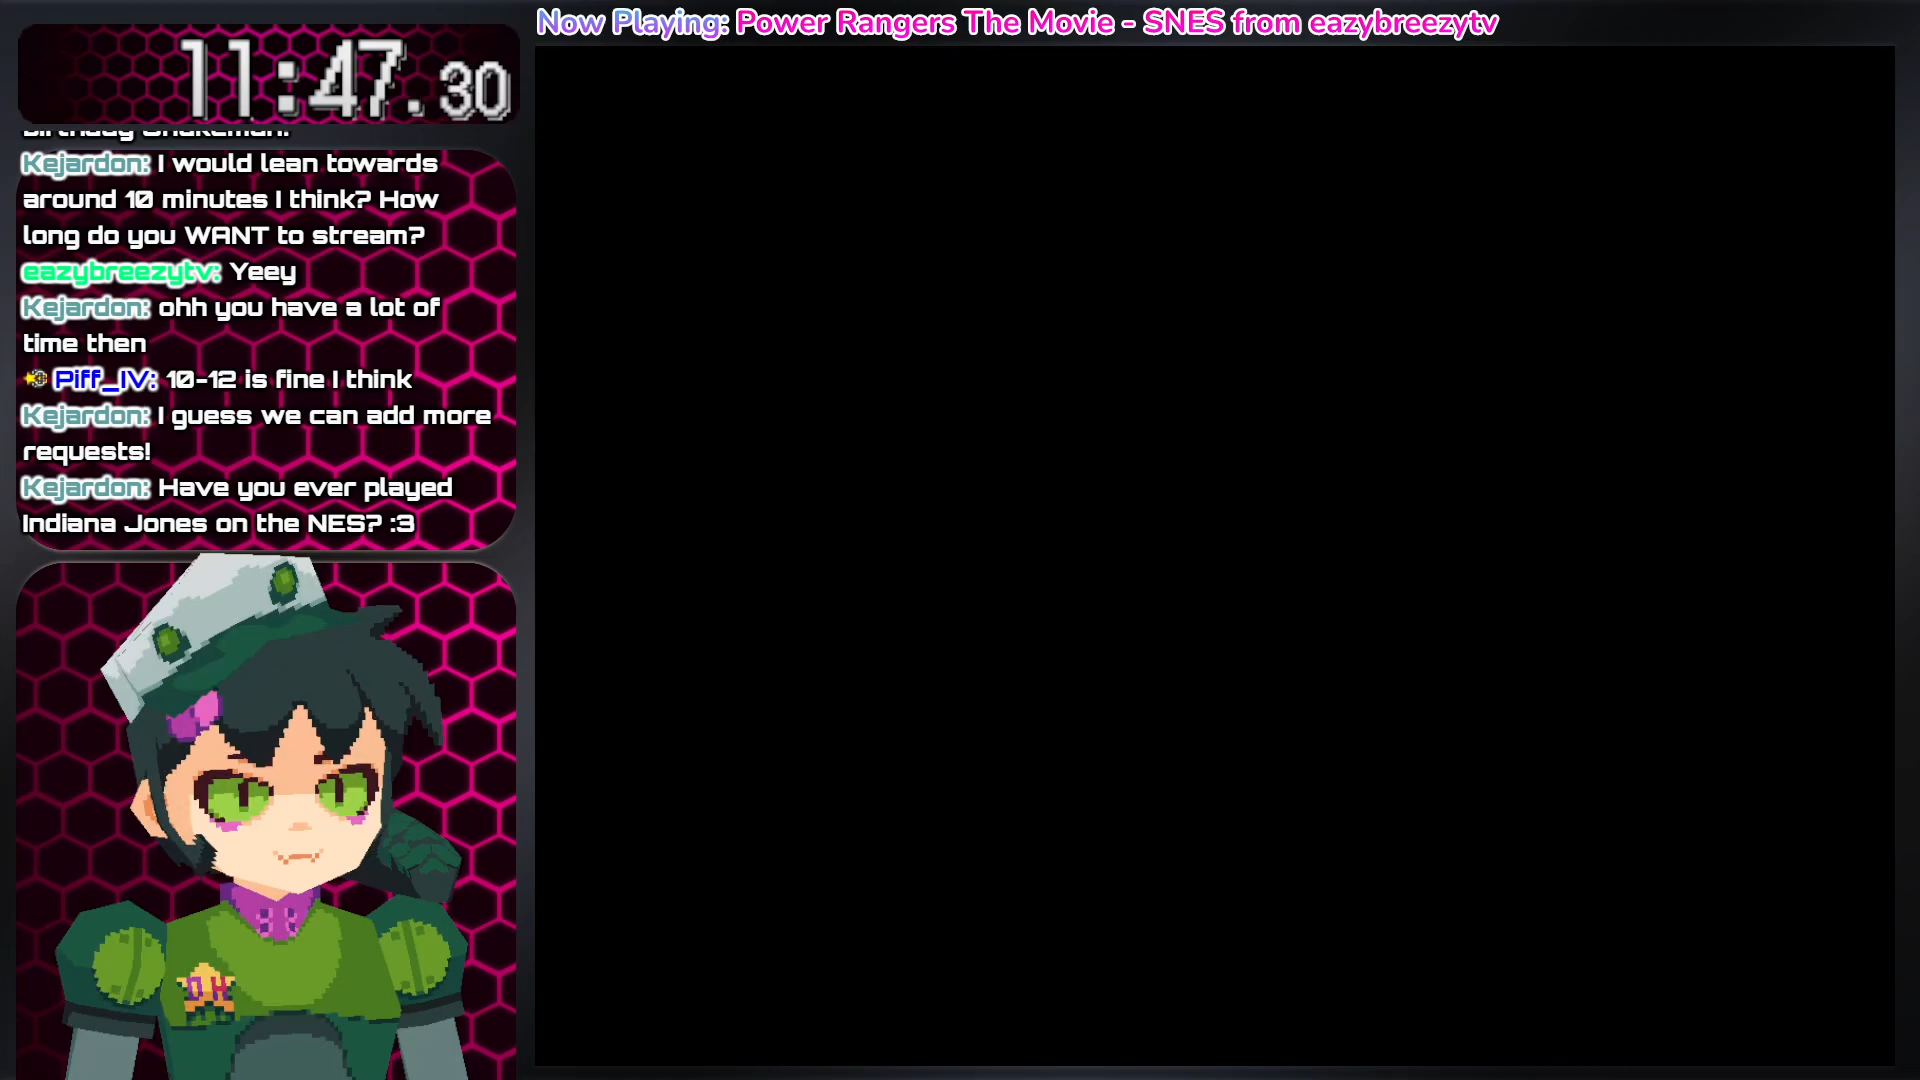 Now Playing: Power Rangers The Movie - SNES from eazybreezytv
11:47.30
Kejardon: I would lean towards
around 10 minutes I think? How
long do you WANT to stream?
eazybreezytv: Yeey
Kejardon: ohh you have a lot of
time then
Piff_IV: 10-12 is fine I think
Kejardon: I guess we can add more
requests!
Kejardon: Have you ever played
Indiana Jones on the NES? :3